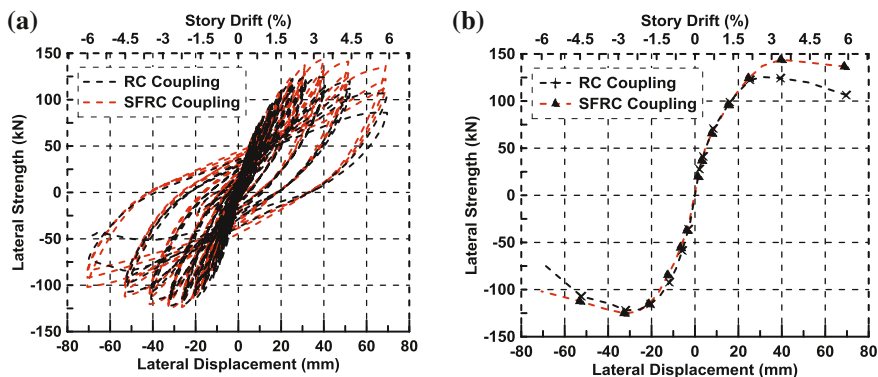 (a)
Story Drift (%)
-6 -4.5 -3 -1.5 0 1.5 3 4.5 6
150
100
50
0
-50
-100
-150
Lateral Strength (kN)
RC Coupling
SFRC Coupling
-80 -60 -40 -20 0 20 40 60 80
Lateral Displacement (mm)
(b)
Story Drift (%)
-6 -4.5 -3 -1.5 0 1.5 3 4.5 6
150
100
50
0
-50
-100
-150
Lateral Strength (kN)
RC Coupling
SFRC Coupling
-80 -60 -40 -20 0 20 40 60 80
Lateral Displacement (mm)